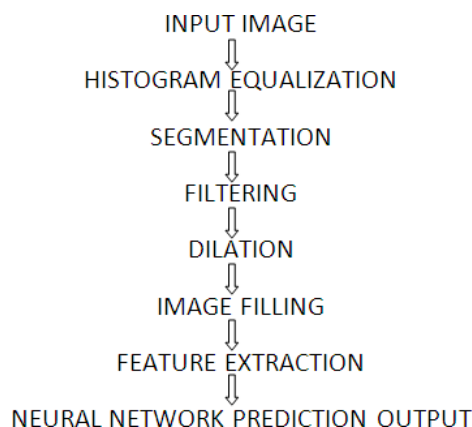 INPUT IMAGE
HISTOGRAM EQUALIZATION
SEGMENTATION
FILTERING
DILATION
IMAGE FILLING
FEATURE EXTRACTION
NEURAL NETWORK PREDICTION OUTPUT